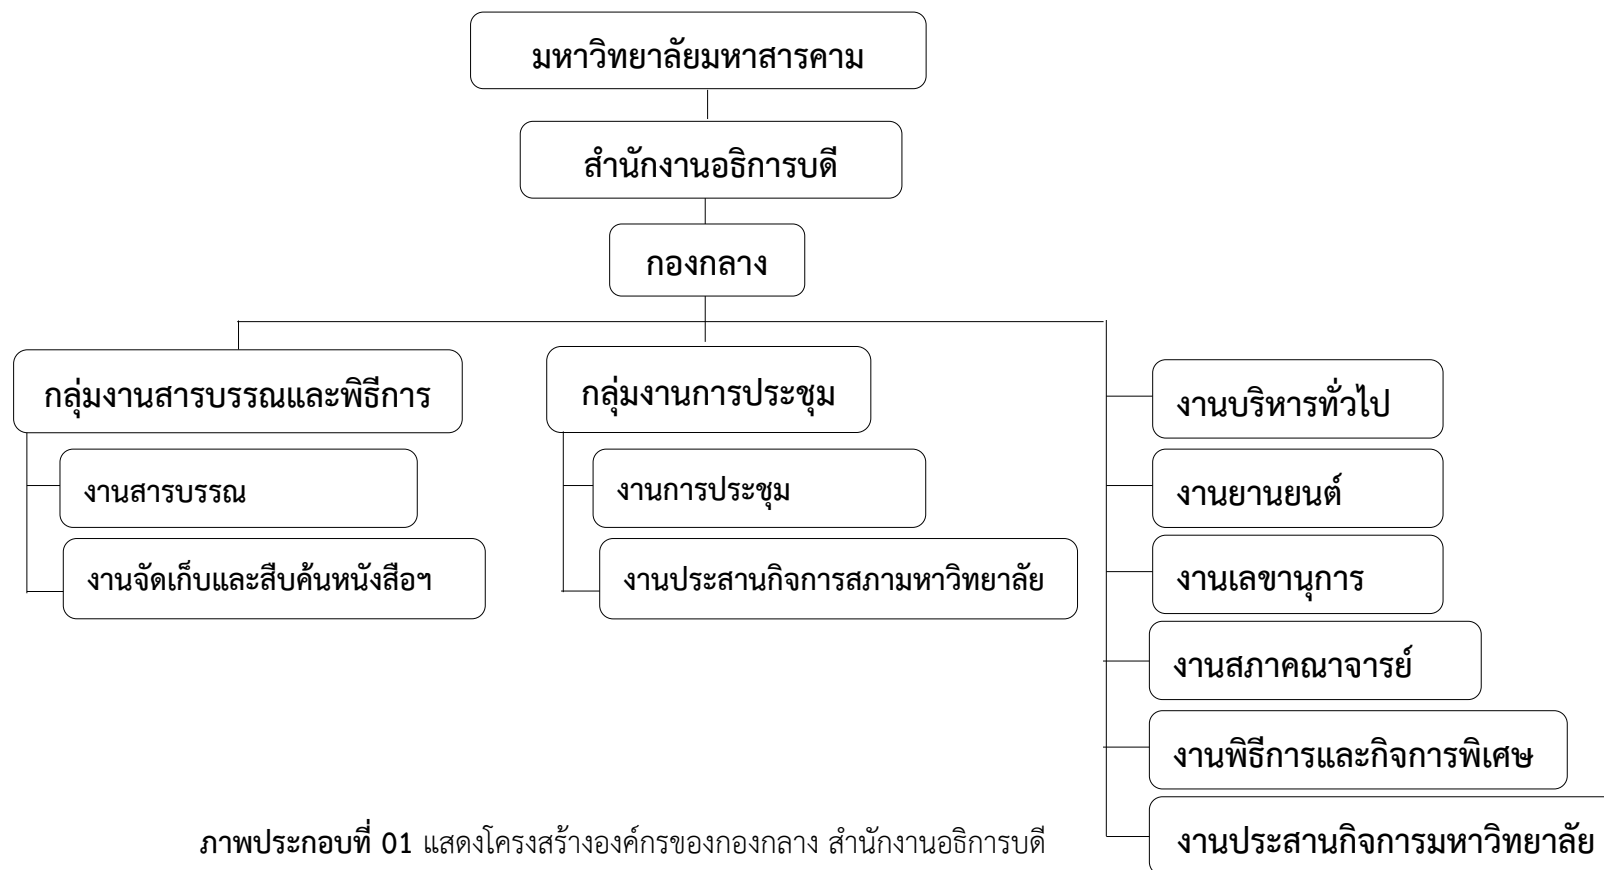 มหาวิทยาลัยมหาสารคาม
สำนักงานอธิการบดี
กองกลาง
กลุ่มงานสารบรรณและพิธีการ
งานสารบรรณ
งานจัดเก็บและสืบค้นหนังสือฯ
กลุ่มงานการประชุม
งานการประชุม
งานประสานกิจการสภามหาวิทยาลัย
งานบริหารทั่วไป
งานยานยนต์
งานเลขานุการ
งานสภาคณาจารย์
งานพิธีการและกิจการพิเศษ
งานประสานกิจการมหาวิทยาลัย
ภาพประกอบที่ 01 แสดงโครงสร้างองค์กรของกองกลาง สำนักงานอธิการบดี